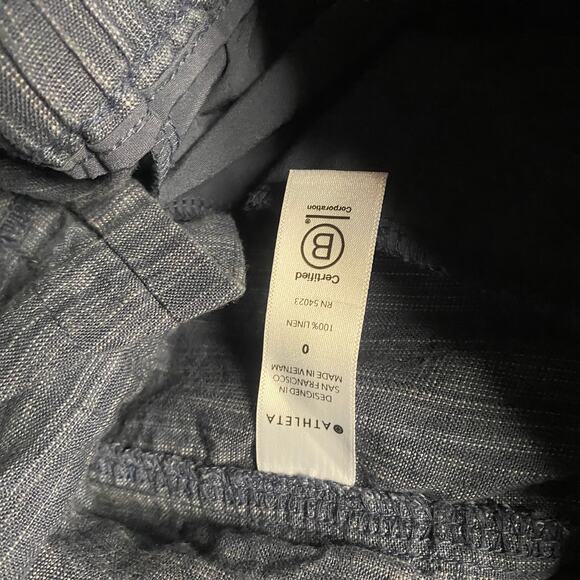 ATHLETA
DESIGNED IN
SAN FRANCISCO
MADE IN VIETNAM
0
100% LINEN
RN 54023
Certified
B
®
Corporation